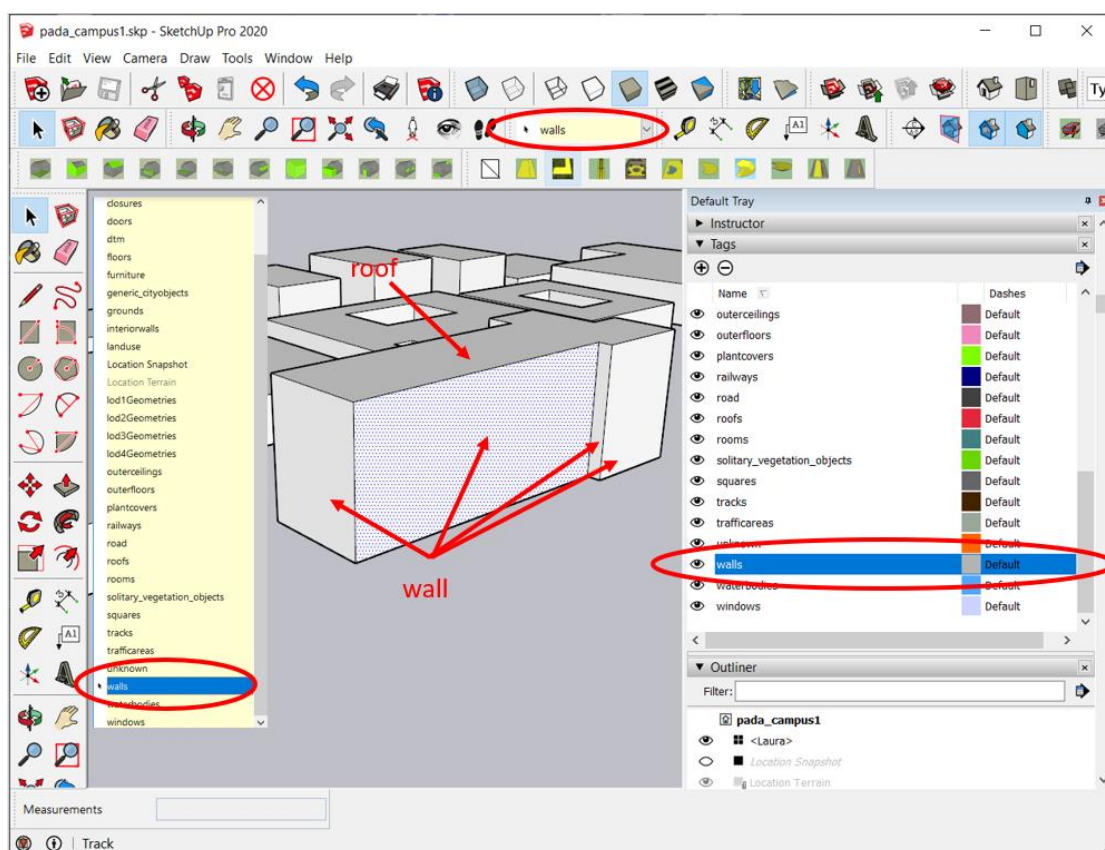 pada_campus1.skp - SketchUp Pro 2020
File Edit View Camera Draw Tools Window Help
Ty
walls
A1
closures
doors
dtm
floors
furniture
generic_cityobjects
grounds
interiorwalls
landuse
Location Snapshot
Location Terrain
lod1Geometries
lod2Geometries
lod3Geometries
lod4Geometries
outerceilings
outerfloors
plantcovers
railways
road
roofs
rooms
solitary_vegetation_objects
squares
tracks
trafficareas
unknown
walls
waterbodies
windows
A1
roof
wall
Default Tray
Instructor
Tags
Name Dashes
outerceilings Default
outerfloors Default
plantcovers Default
railways Default
road Default
roofs Default
rooms Default
solitary_vegetation_objects Default
squares Default
tracks Default
trafficareas Default
unknown Default
walls Default
waterbodies Default
windows Default
Outliner
Filter:
pada_campus1
<Laura>
Location Snapshot
Location Terrain
Measurements
Track